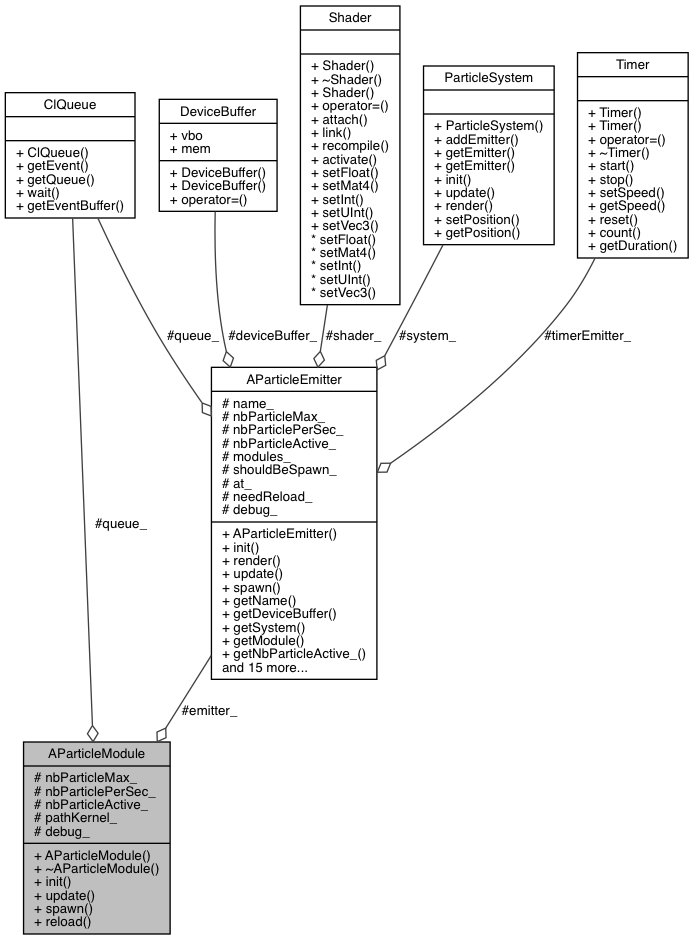 Shader
+ Shader()
+ ~Shader()
+ Shader()
+ operator=()
+ attach()
+ link()
+ recompile()
+ activate()
+ setFloat()
+ setMat4()
+ setInt()
+ setUInt()
+ setVec3()
* setFloat()
* setMat4()
* setInt()
* setUInt()
* setVec3()
Timer
+ Timer()
+ Timer()
+ operator=()
+ ~Timer()
+ start()
+ stop()
+ setSpeed()
+ getSpeed()
+ reset()
+ count()
+ getDuration()
ParticleSystem
+ ParticleSystem()
+ addEmitter()
+ getEmitter()
+ getEmitter()
+ init()
+ update()
+ render()
+ setPosition()
+ getPosition()
ClQueue
+ ClQueue()
+ getEvent()
+ getQueue()
+ wait()
+ getEventBuffer()
DeviceBuffer
+ vbo
+ mem
+ DeviceBuffer()
+ DeviceBuffer()
+ operator=()
#queue_
#deviceBuffer_
#shader_
#system_
#timerEmitter_
AParticleEmitter
# name_
# nbParticleMax_
# nbParticlePerSec_
# nbParticleActive_
# modules_
# shouldBeSpawn_
# at_
# needReload_
# debug_
+ AParticleEmitter()
+ init()
+ render()
+ update()
+ spawn()
+ getName()
+ getDeviceBuffer()
+ getSystem()
+ getModule()
+ getNbParticleActive_()
and 15 more...
#queue_
#emitter_
AParticleModule
# nbParticleMax_
# nbParticlePerSec_
# nbParticleActive_
# pathKernel_
# debug_
+ AParticleModule()
+ ~AParticleModule()
+ init()
+ update()
+ spawn()
+ reload()